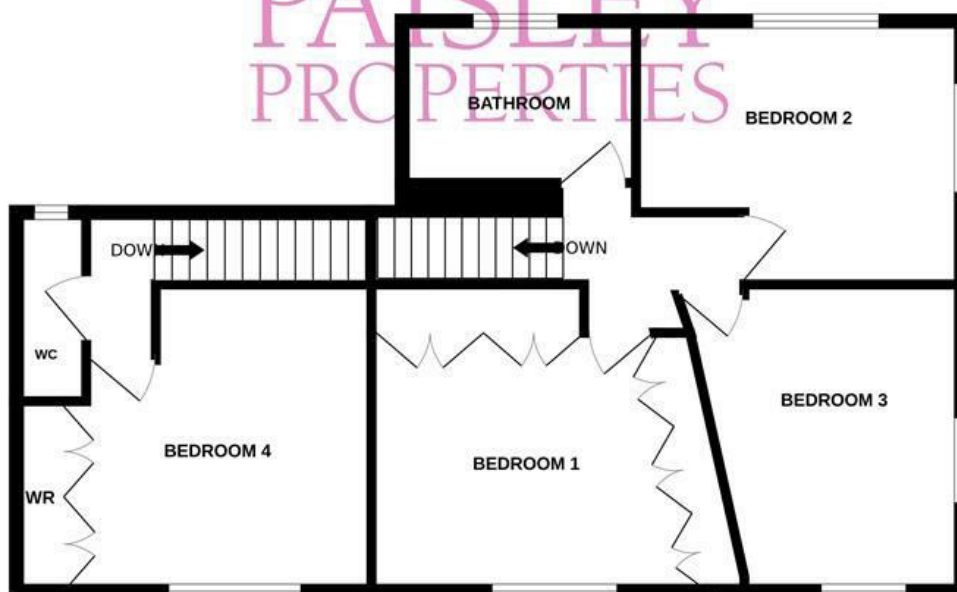 PAISLEY
PROPERTIES
BATHROOM
BEDROOM 2
DOWN
DOWN
WC
BEDROOM 3
BEDROOM 4
BEDROOM 1
WR